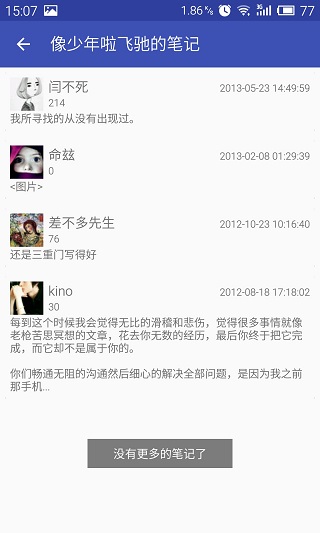 15:07 1.86 ✕/s 3G 77
像少年啦飞驰的笔记
闫不死 2013-05-23 14:49:59
214
我所寻找的从没有出现过。
命兹 2013-02-08 01:29:39
0
<图片>
差不多先生 2012-10-23 10:16:40
76
还是三重门写得好
kino 2012-08-18 17:18:02
30
每到这个时候我会觉得无比的滑稽和悲伤，觉得很多事情就像
老枪苦思冥想的文章，花去你无数的经历，最后你终于把它完
成，而它却不是属于你的。
你们畅通无阻的沟通然后细心的解决全部问题，是因为我之前
那手机...
没有更多的笔记了